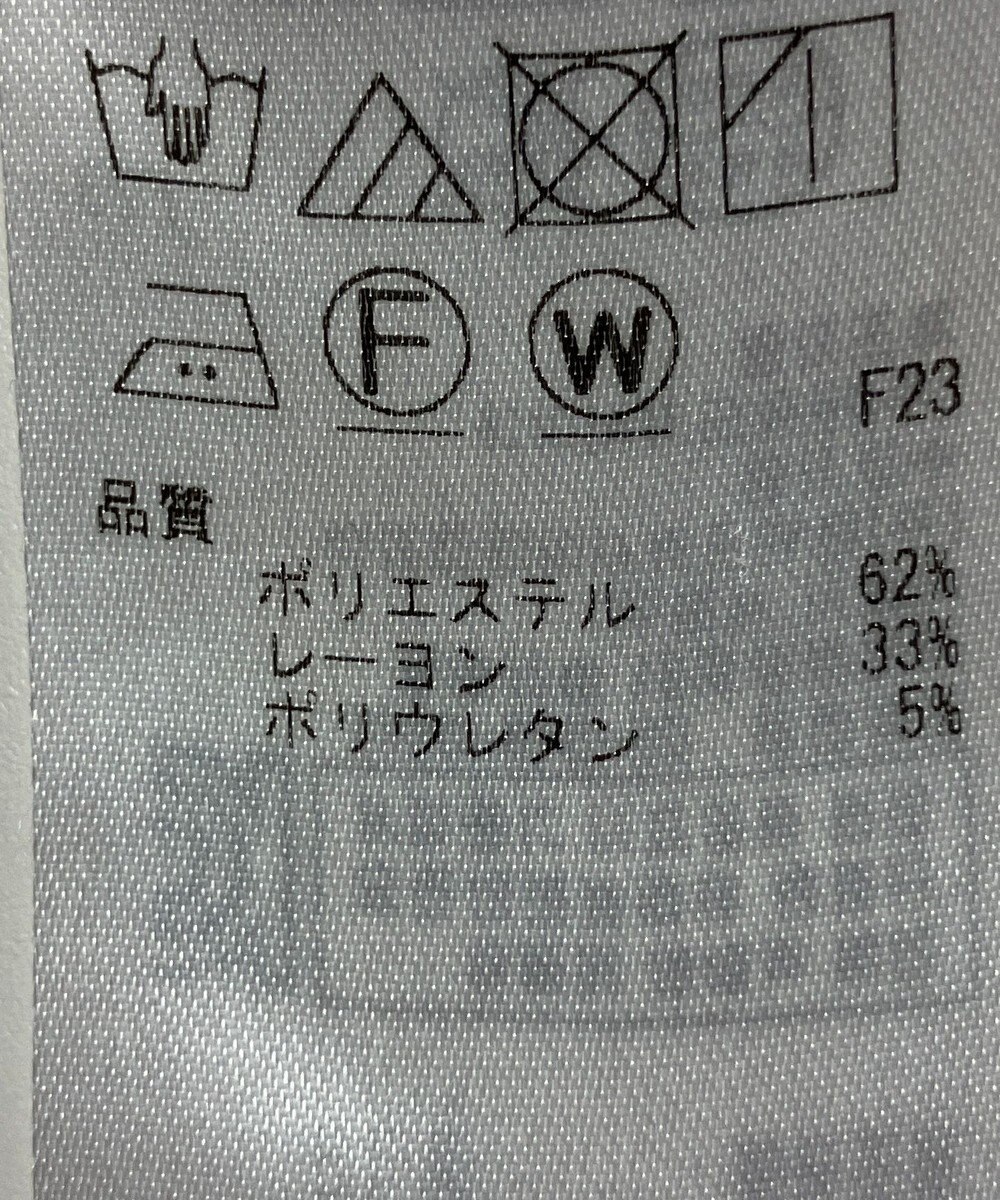 F W
F23
品質
ポリエステル 62%
レーヨン 33%
ポリウレタン 5%